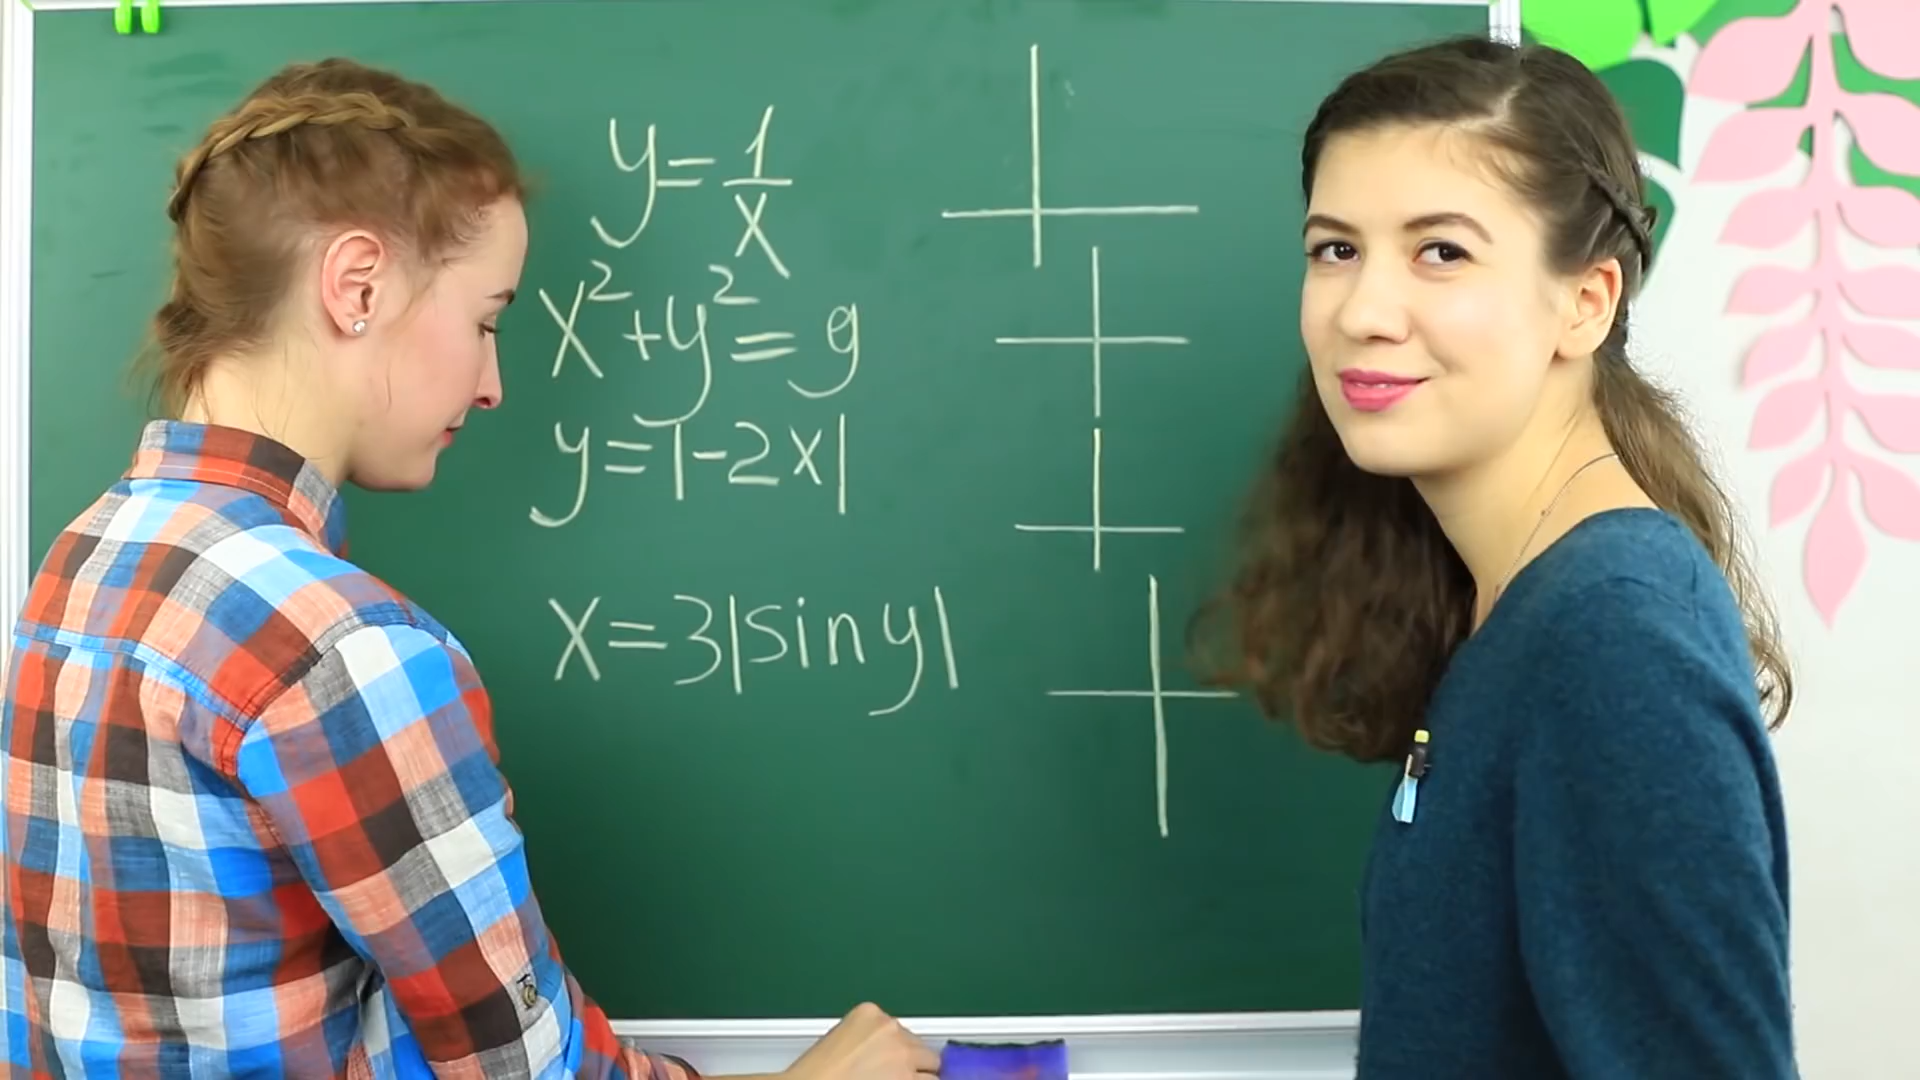 y=1/x
x²+y²=9
y=|-2x|
x=3|sin y|